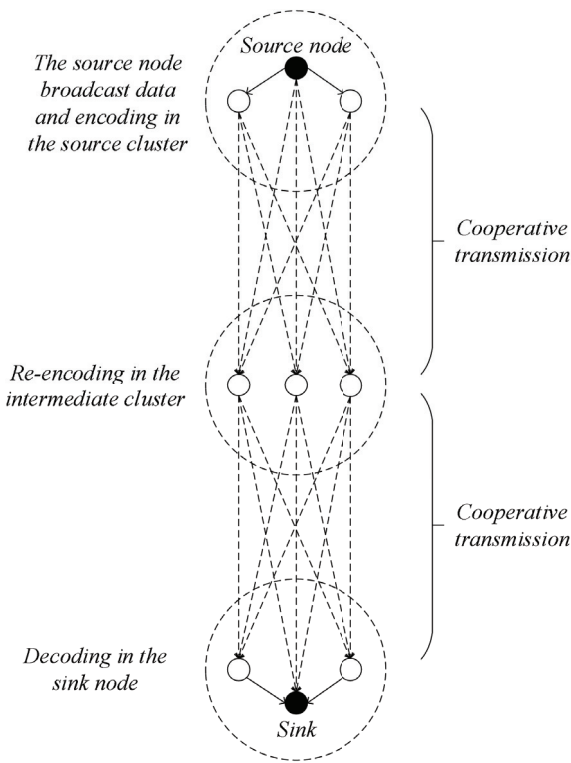 Source node
The source node
broadcast data
and encoding in
the source cluster
Cooperative
transmission
Re-encoding in the
intermediate cluster
Cooperative
transmission
Decoding in the
sink node
Sink